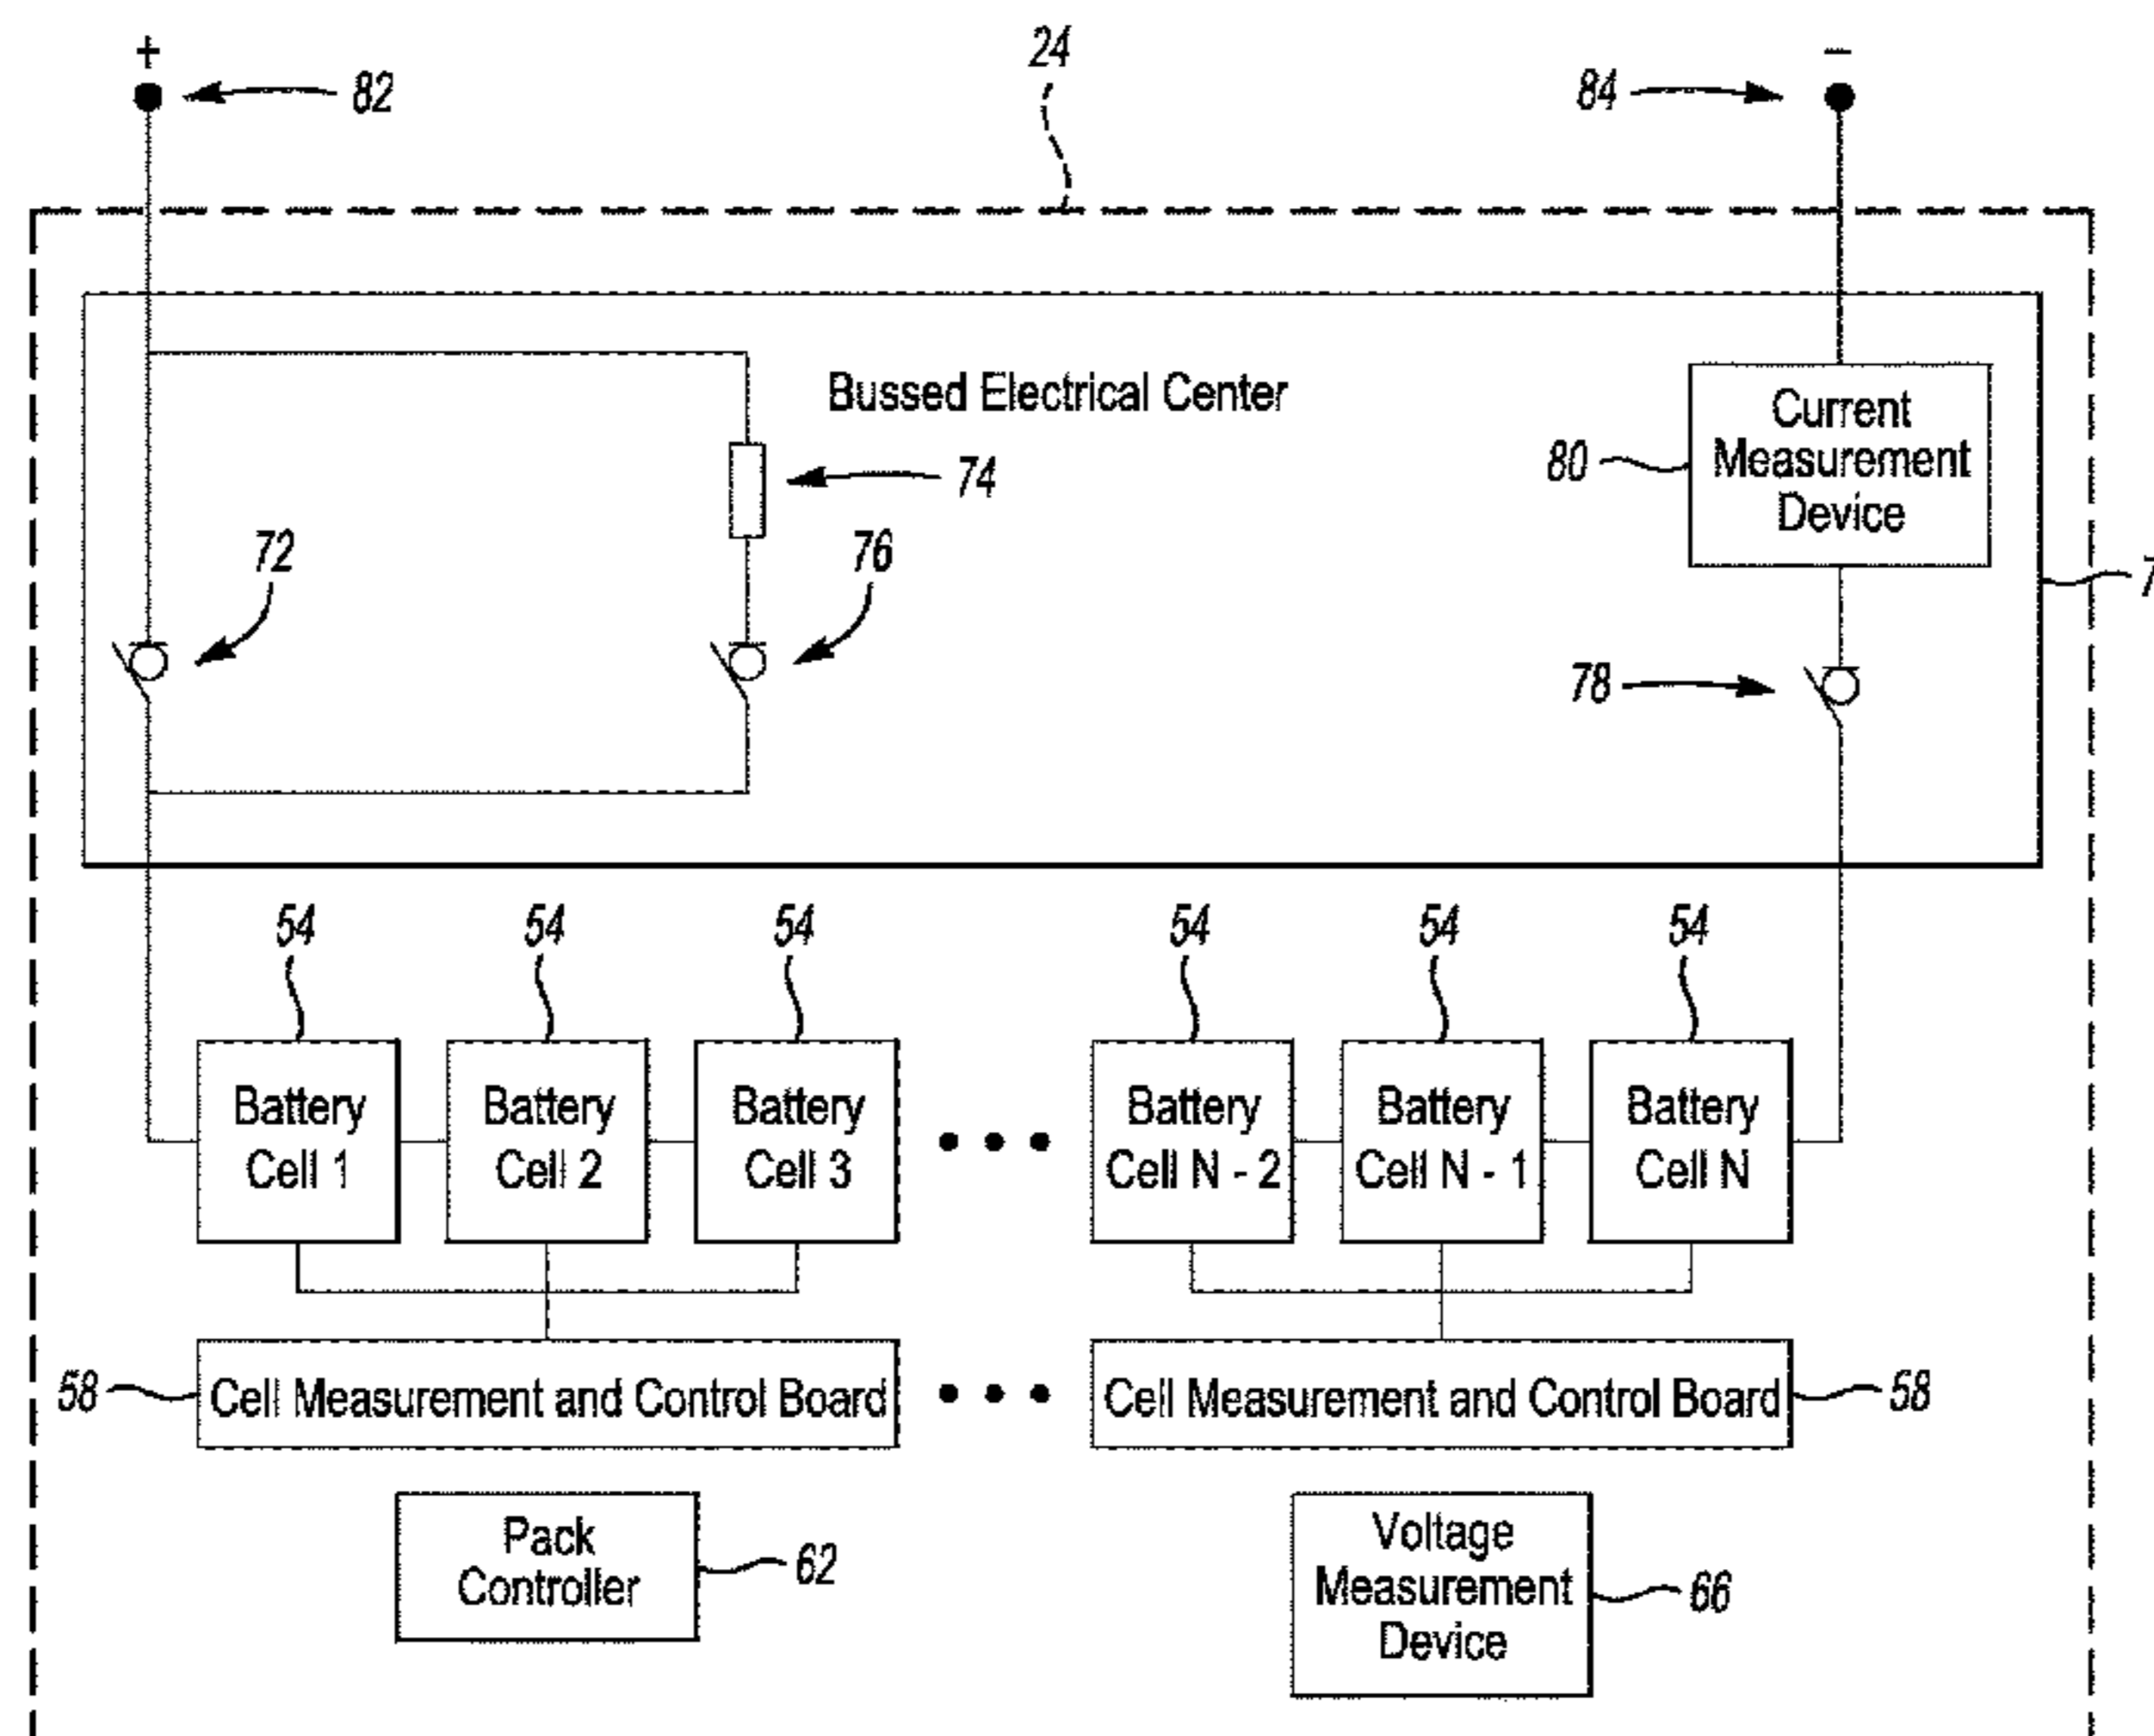 +
24
−
82
84
Bussed Electrical Center
Current
Measurement
Device
80
74
72
76
7
78
54
54
54
54
54
54
Battery
Cell 1
Battery
Cell 2
Battery
Cell 3
Battery
Cell N - 2
Battery
Cell N - 1
Battery
Cell N
58
Cell Measurement and Control Board
Cell Measurement and Control Board
58
Pack
Controller
62
Voltage
Measurement
Device
66